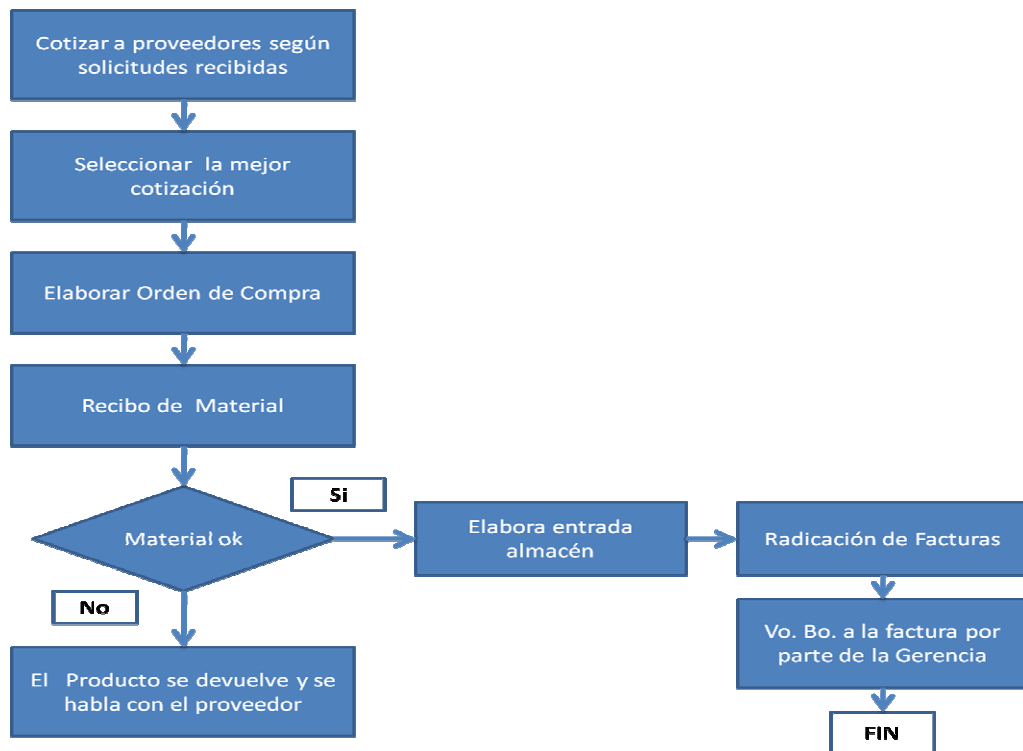 Cotizar a proveedores según
solicitudes recibidas
Seleccionar la mejor
cotización
Elaborar Orden de Compra
Recibo de Material
Material ok
Si
Elabora entrada
almacén
Radicación de Facturas
No
Vo. Bo. a la factura por
parte de la Gerencia
El Producto se devuelve y se
habla con el proveedor
FIN